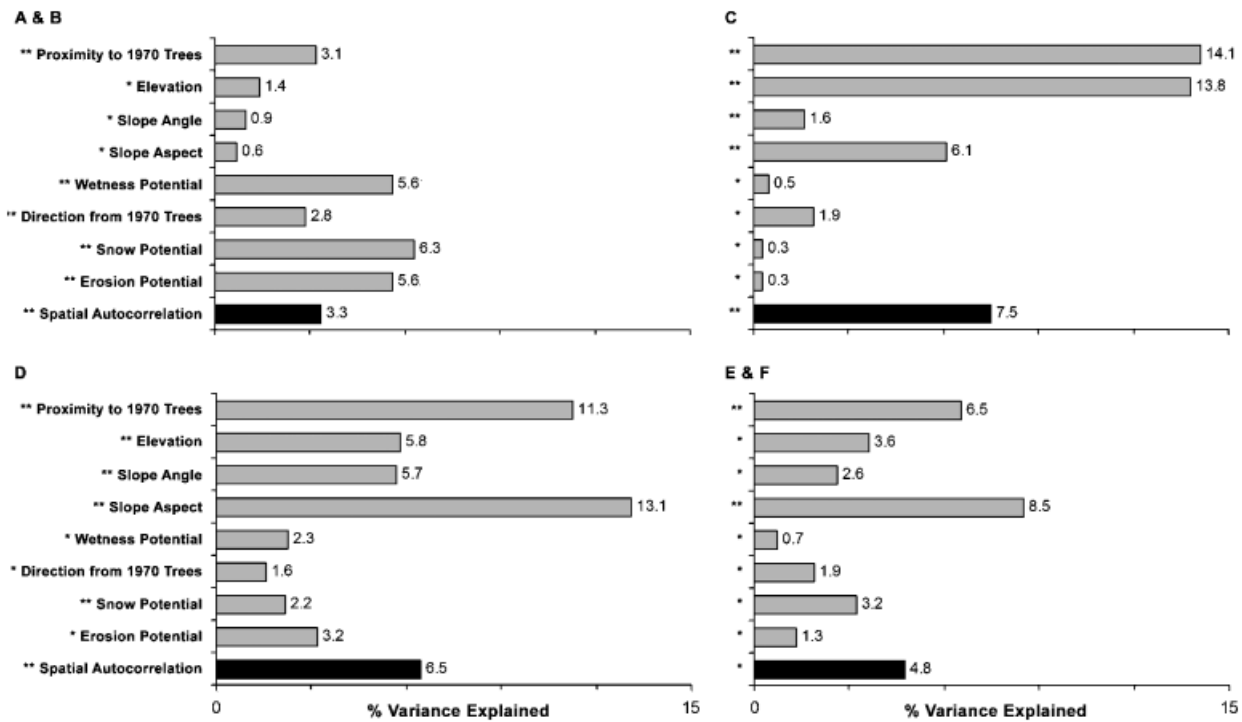 A & B
** Proximity to 1970 Trees 3.1
* Elevation 1.4
* Slope Angle 0.9
* Slope Aspect 0.6
** Wetness Potential 5.6
** Direction from 1970 Trees 2.8
** Snow Potential 6.3
** Erosion Potential 5.6
** Spatial Autocorrelation 3.3
15
C
** 14.1
** 13.8
** 1.6
** 6.1
* 0.5
* 1.9
* 0.3
* 0.3
** 7.5
15
D
** Proximity to 1970 Trees 11.3
** Elevation 5.8
** Slope Angle 5.7
** Slope Aspect 13.1
* Wetness Potential 2.3
* Direction from 1970 Trees 1.6
** Snow Potential 2.2
* Erosion Potential 3.2
** Spatial Autocorrelation 6.5
0 % Variance Explained 15
E & F
** 6.5
* 3.6
* 2.6
** 8.5
* 0.7
* 1.9
* 3.2
* 1.3
* 4.8
0 % Variance Explained 15